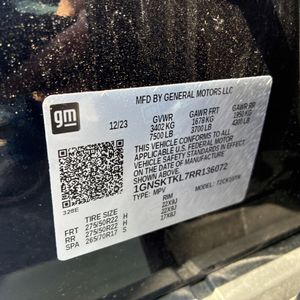 gm
MFD BY GENERAL MOTORS LLC
12/23 GVWR GAWR FRT GAWR RR
3402 KG 1678 KG 1950 KG
7500 LB 3700 LB 4300 LB
THIS VEHICLE CONFORMS TO ALL APPLICABLE U.S. FEDERAL MOTOR
VEHICLE SAFETY STANDARDS IN EFFECT ON THE DATE OF
MANUFACTURE SHOWN ABOVE.
1GNSKTKL7RR136072
TYPE: MPV
TIRE SIZE RIM
FRT 275/50R22 H 22X9J
RR 275/50R22 H 22X9J
SPA 265/70R17 S 17X8J